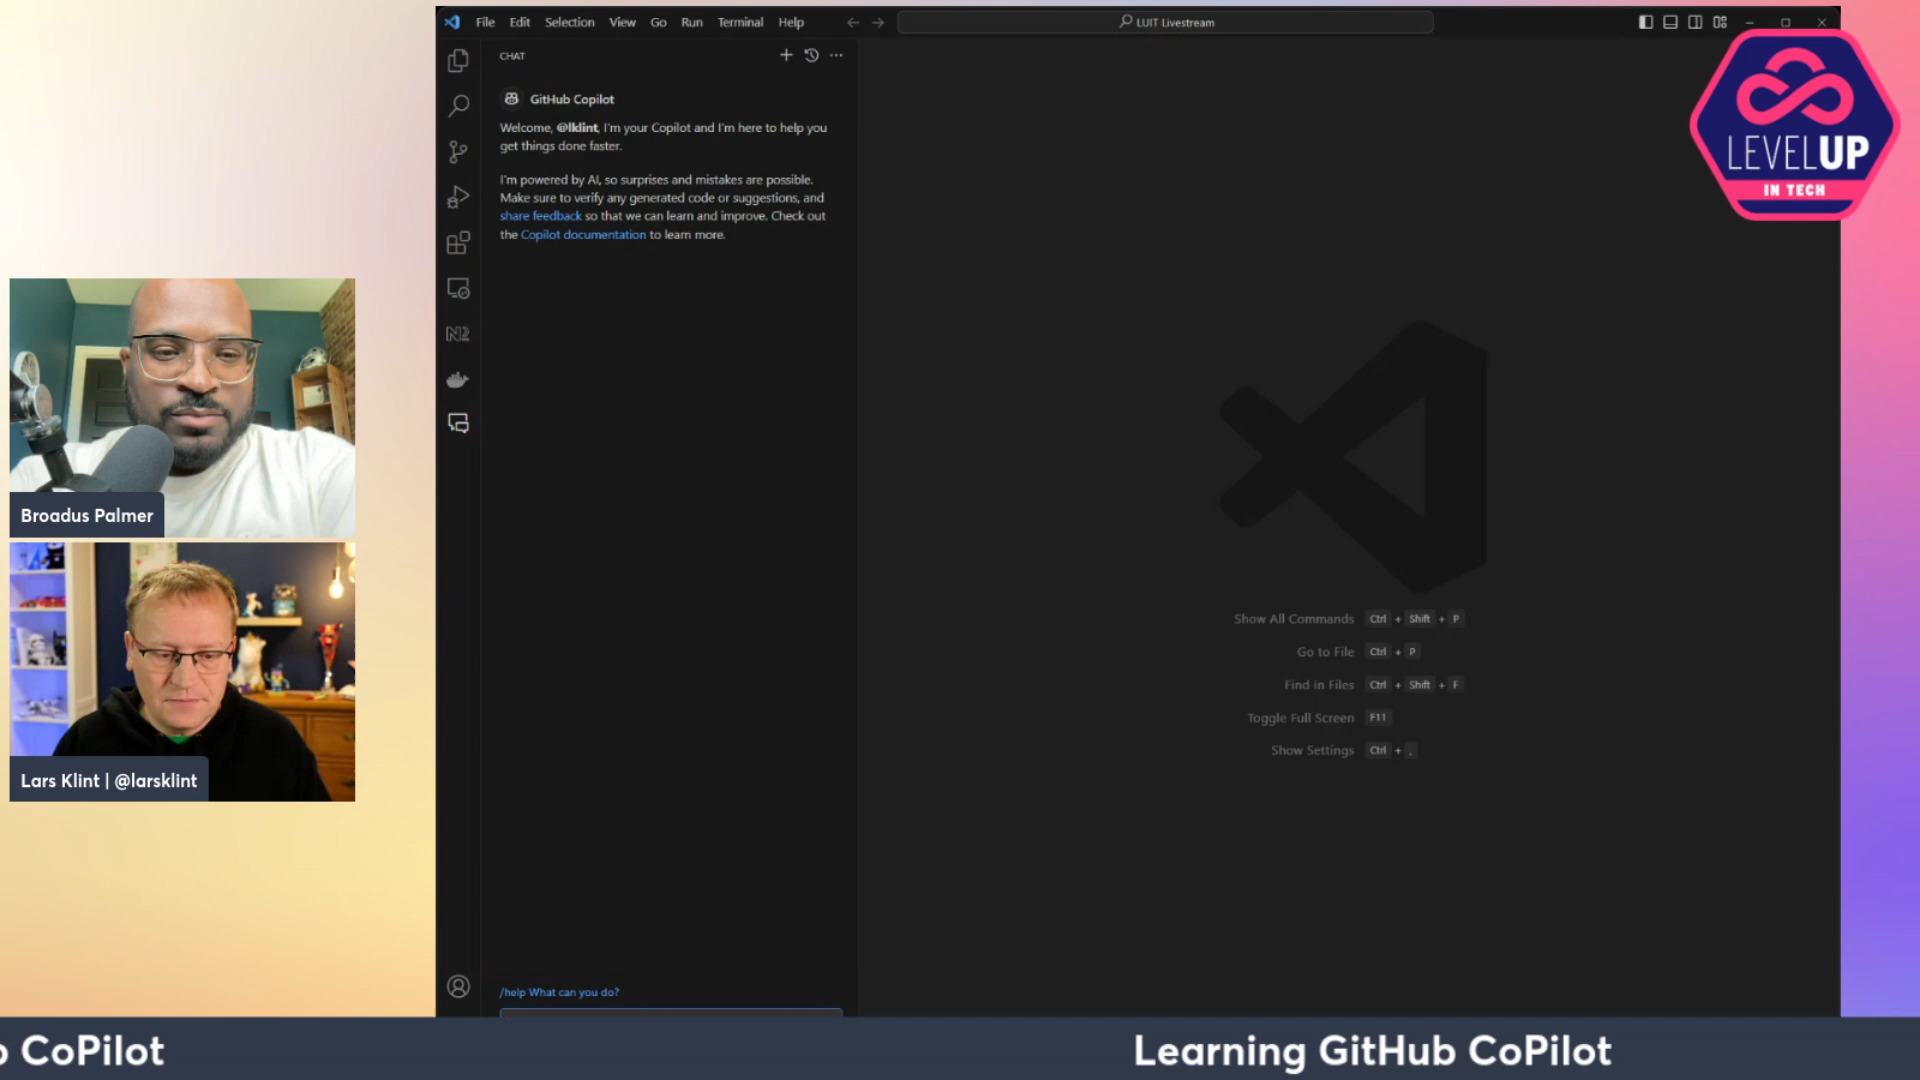 File Edit Selection View Go Run Terminal Help
LUIT Livestream
CHAT
GitHub Copilot
Welcome, @lklint, I'm your Copilot and I'm here to help you
get things done faster.
I'm powered by AI, so surprises and mistakes are possible.
Make sure to verify any generated code or suggestions, and
share feedback so that we can learn and improve. Check out
the Copilot documentation to learn more.
LEVELUP
IN TECH
Broadus Palmer
Lars Klint | @larsklint
Show All Commands Ctrl + Shift + P
Go to File Ctrl + P
Find in Files Ctrl + Shift + F
Toggle Full Screen F11
Show Settings Ctrl + ,
/help What can you do?
CoPilot
Learning GitHub CoPilot